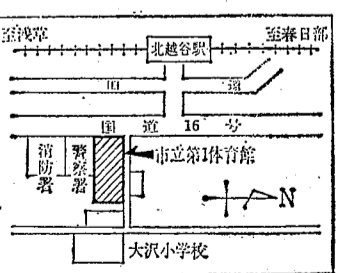 至浅草
北越谷駅
至春日部
旧道
国道16号
消防署
警察署
市立第1体育館
N
大沢小学校